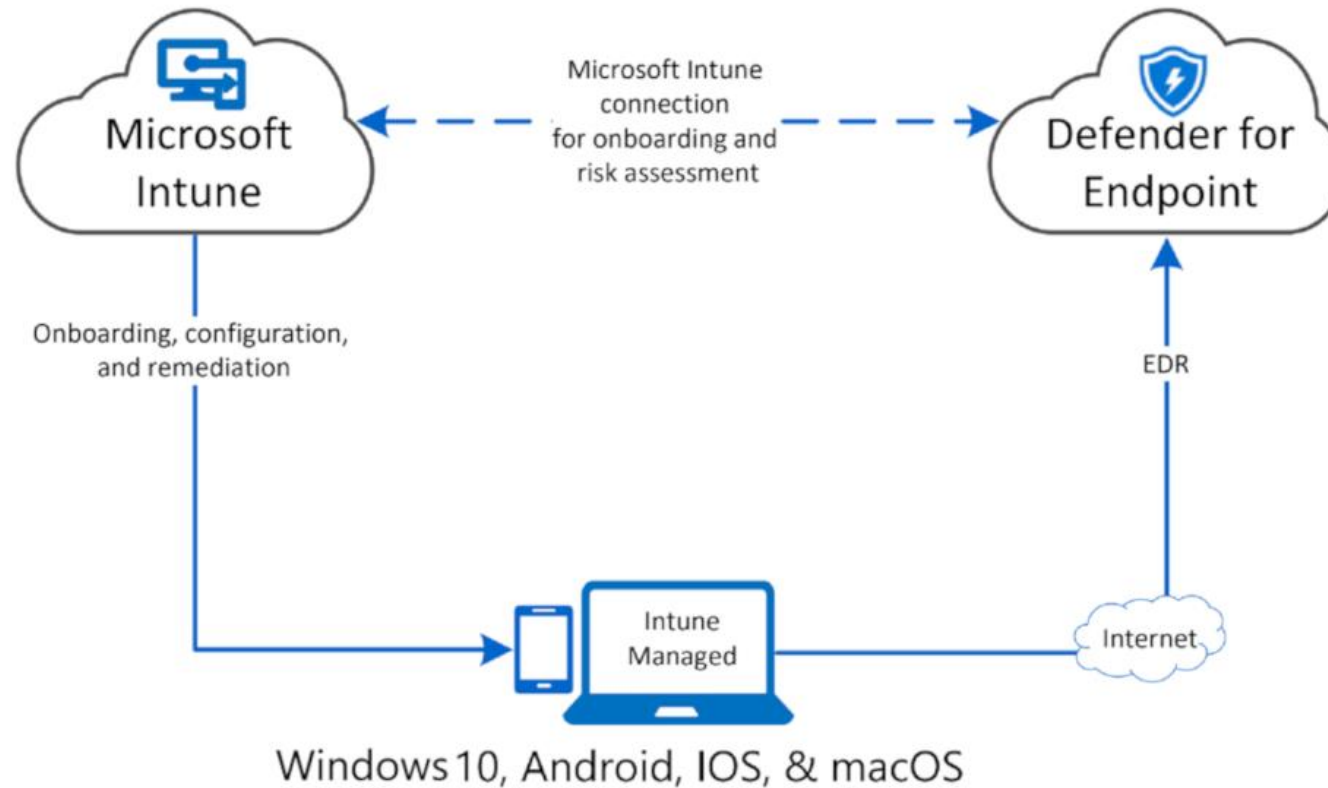 Microsoft
Intune
Microsoft Intune
connection
for onboarding and
risk assessment
Defender for
Endpoint
Onboarding, configuration,
and remediation
EDR
Intune
Managed
Internet
Windows 10, Android, IOS, & macOS